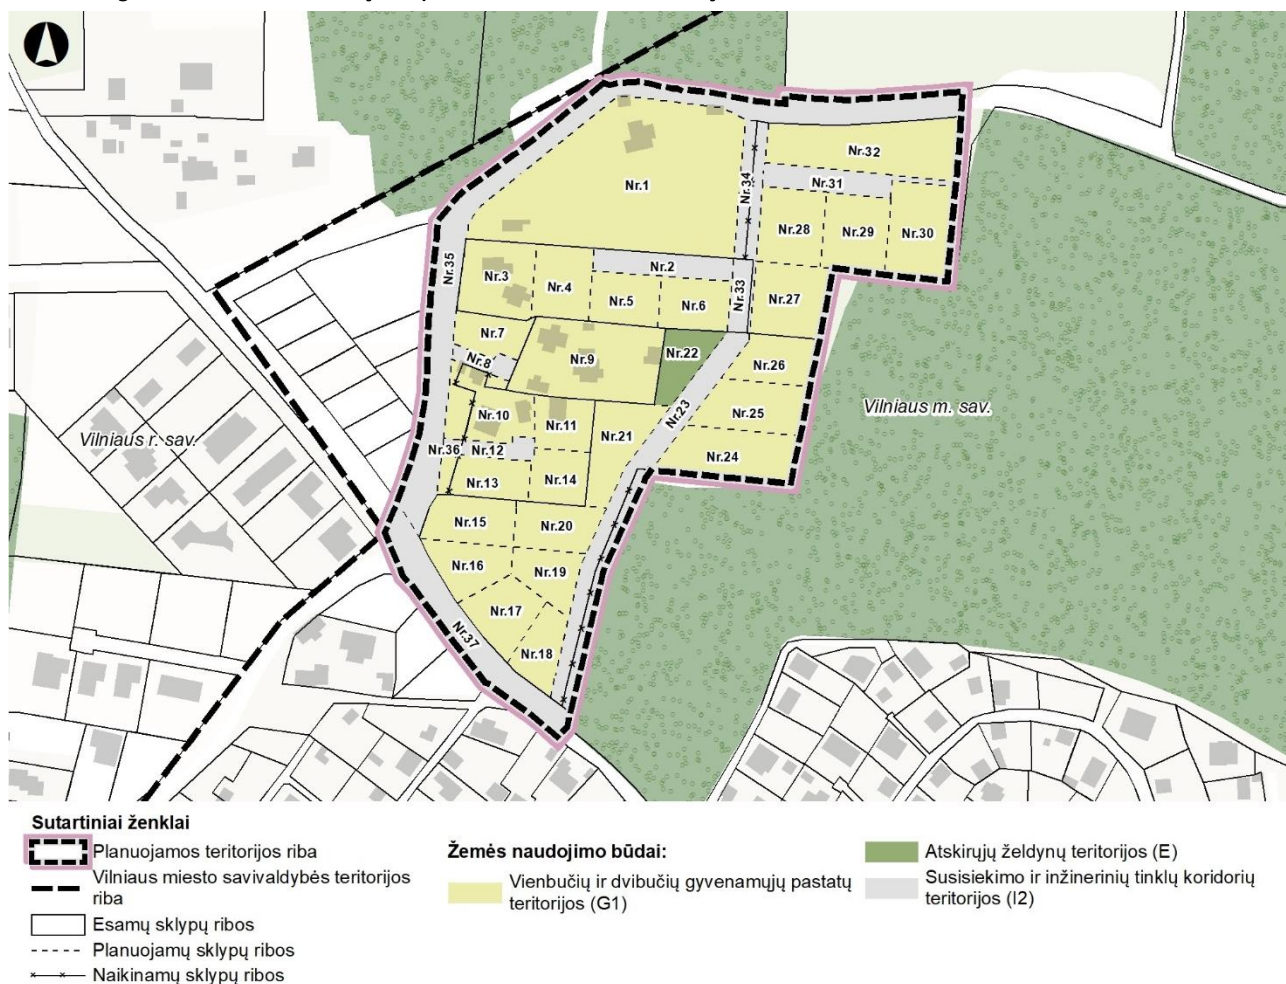 Nr.1
Nr.32
Nr.31
Nr.34
Nr.28
Nr.29
Nr.30
Nr.35
Nr.3
Nr.4
Nr.2
Nr.5
Nr.6
Nr.33
Nr.27
Nr.7
Nr.8
Nr.9
Nr.22
Nr.26
Nr.10
Nr.11
Nr.21
Nr.23
Nr.25
Vilniaus m. sav.
Vilniaus r. sav.
Nr.36
Nr.12
Nr.24
Nr.13
Nr.14
Nr.15
Nr.20
Nr.16
Nr.19
Nr.17
Nr.37
Nr.18
Sutartiniai ženklai
Planuojamos teritorijos riba
Vilniaus miesto savivaldybės teritorijos
riba
Esamų sklypų ribos
Planuojamų sklypų ribos
Naikinamų sklypų ribos
Žemės naudojimo būdai:
Vienbučių ir dvibučių gyvenamųjų pastatų
teritorijos (G1)
Atskirųjų želdynų teritorijos (E)
Susisiekimo ir inžinerinių tinklų koridorių
teritorijos (I2)